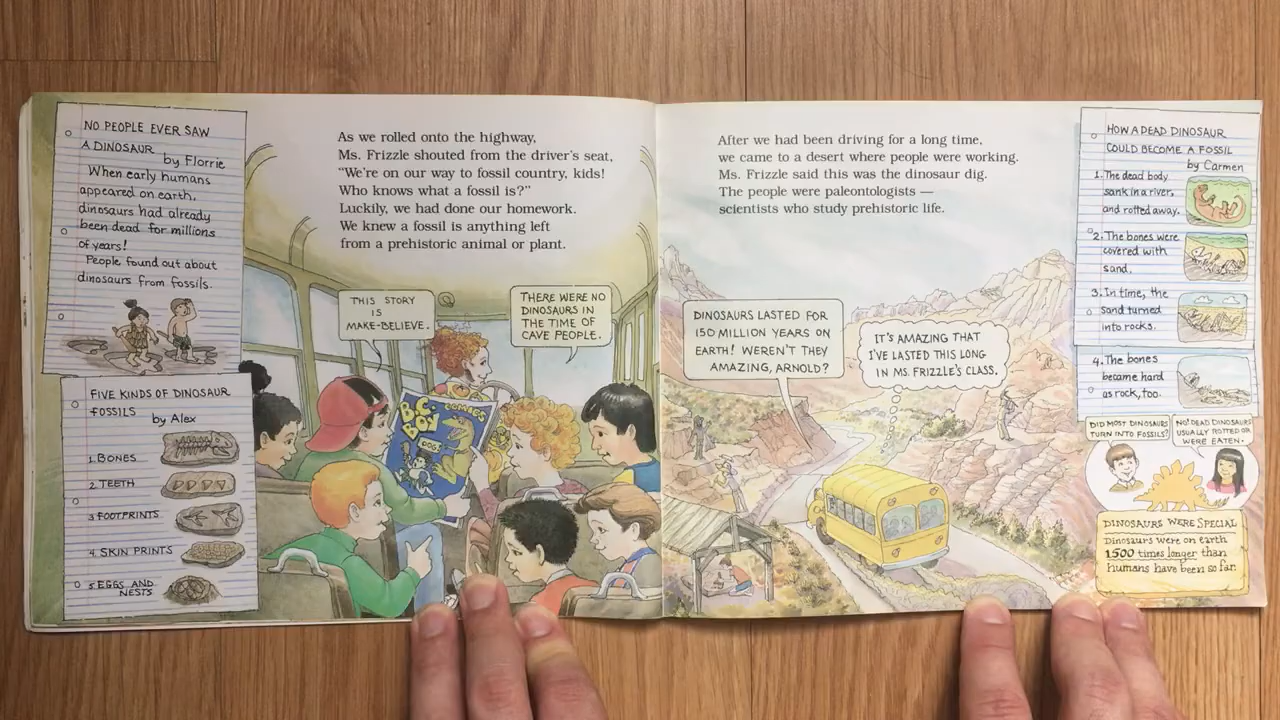 NO PEOPLE EVER SAW
A DINOSAUR
by Florrie
When early humans
appeared on earth,
dinosaurs had already
been dead for millions
of years!
People found out about
dinosaurs from fossils.
FIVE KINDS OF DINOSAUR
FOSSILS
by Alex
1. BONES
2. TEETH
3. FOOTPRINTS
4. SKIN PRINTS
5. EGGS AND
NESTS
As we rolled onto the highway,
Ms. Frizzle shouted from the driver's seat,
"We're on our way to fossil country, kids!
Who knows what a fossil is?"
Luckily, we had done our homework.
We knew a fossil is anything left
from a prehistoric animal or plant.
THIS STORY
IS
MAKE-BELIEVE.
THERE WERE NO
DINOSAURS IN
THE TIME OF
CAVE PEOPLE.
B.C.
BOY
COMICS
DOG?
After we had been driving for a long time,
we came to a desert where people were working.
Ms. Frizzle said this was the dinosaur dig.
The people were paleontologists —
scientists who study prehistoric life.
DINOSAURS LASTED FOR
150 MILLION YEARS ON
EARTH! WEREN'T THEY
AMAZING, ARNOLD?
IT'S AMAZING THAT
I'VE LASTED THIS LONG
IN MS. FRIZZLE'S CLASS.
HOW A DEAD DINOSAUR
COULD BECOME A FOSSIL
by Carmen
1. The dead body
sank in a river,
and rotted away.
2. The bones were
covered with
sand.
3. In time, the
sand turned
into rocks.
4. The bones
became hard
as rock, too.
DID MOST DINOSAURS
TURN INTO FOSSILS?
NO! DEAD DINOSAURS
USUALLY ROTTED OR
WERE EATEN.
DINOSAURS WERE SPECIAL
Dinosaurs were on earth
1,500 times longer than
humans have been so far.